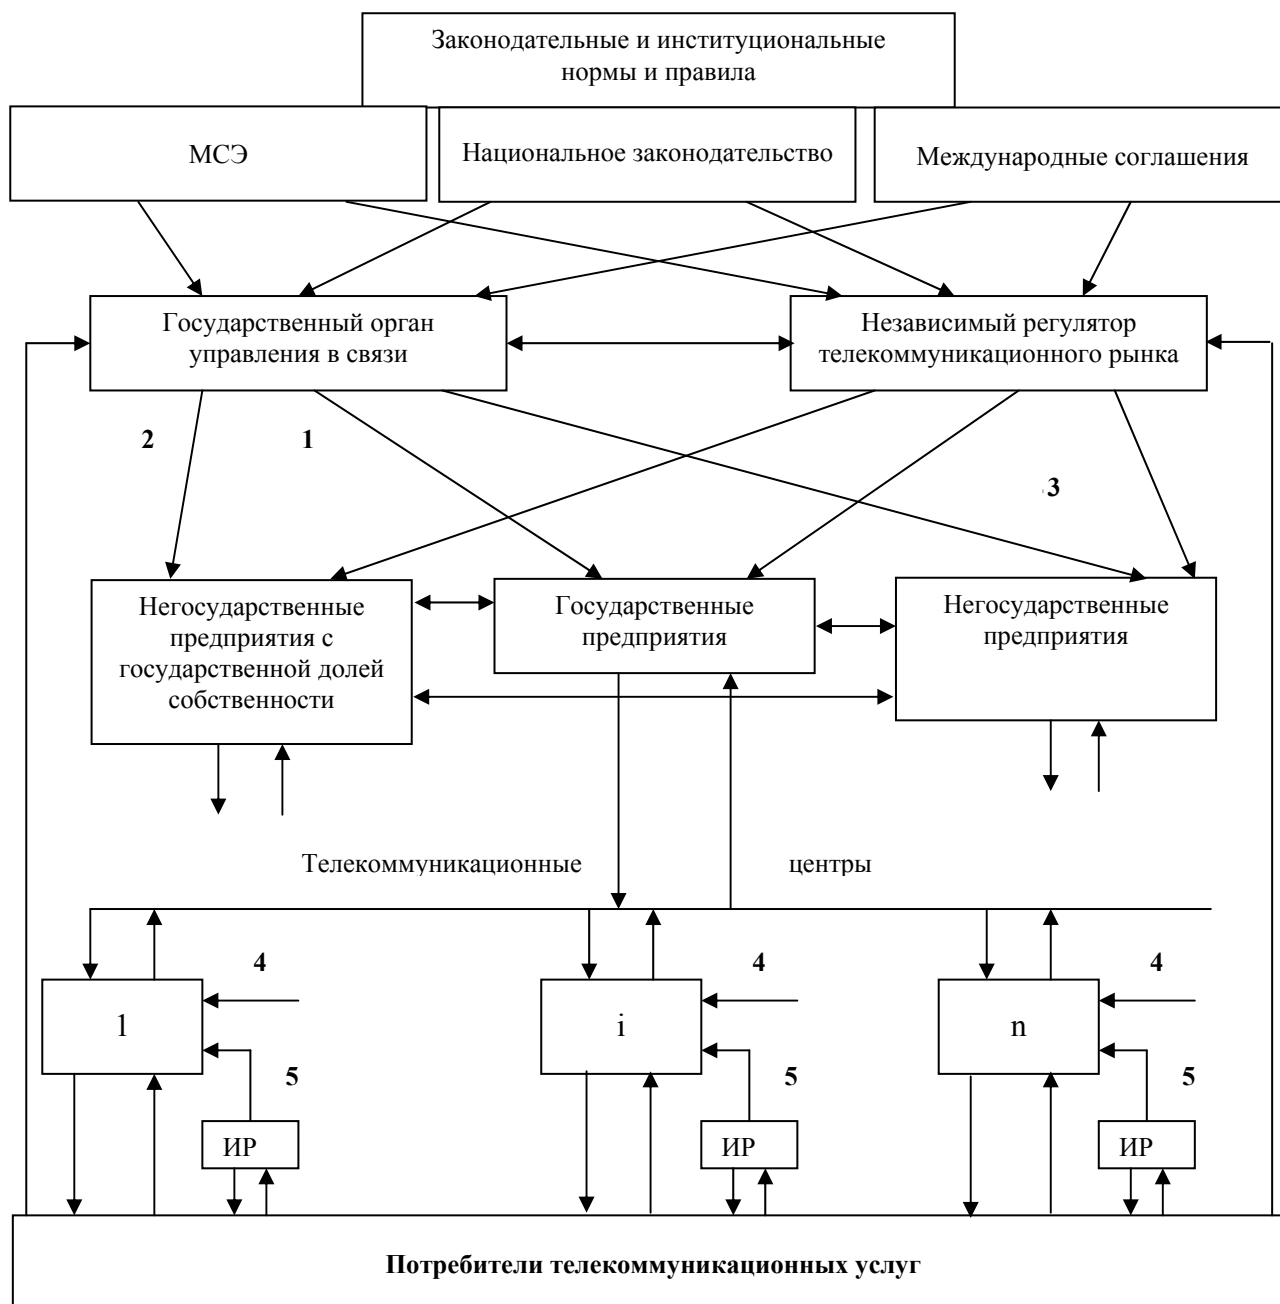 Законодательные и институциональные
нормы и правила
МСЭ
Национальное законодательство
Международные соглашения
Государственный орган
управления в связи
Независимый регулятор
телекоммуникационного рынка
2
1
3
Негосударственные
предприятия с
государственной долей
собственности
Государственные
предприятия
Негосударственные
предприятия
Телекоммуникационные центры
4
4
4
1
i
n
5
5
5
ИР
ИР
ИР
Потребители телекоммуникационных услуг